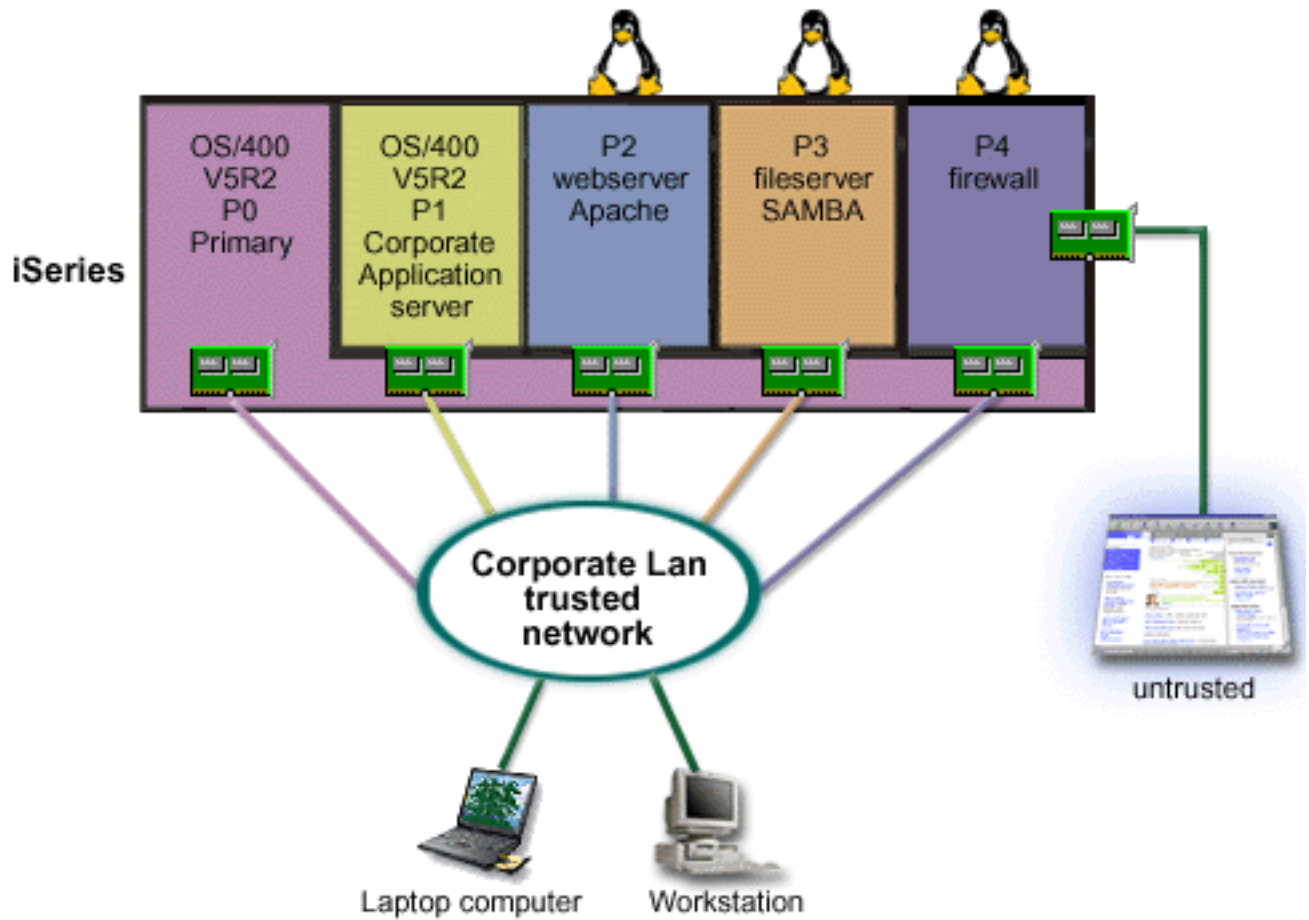 iSeries
OS/400
V5R2
P0
Primary
OS/400
V5R2
P1
Corporate
Application
server
P2
webserver
Apache
P3
fileserver
SAMBA
P4
firewall
Corporate Lan
trusted
network
untrusted
Laptop computer
Workstation